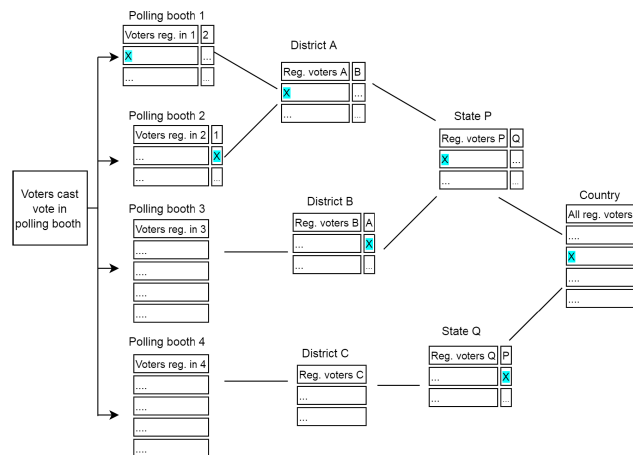 Polling booth 1
Voters reg. in 1 2
X ...
... ...
Polling booth 2
Voters reg. in 2 1
... X
... ...
Polling booth 3
Voters reg. in 3
....
....
....
....
Polling booth 4
Voters reg. in 4
....
....
....
....
Voters cast
vote in
polling booth
District A
Reg. voters A B
X ...
... ...
District B
Reg. voters B A
... X
... ...
District C
Reg. voters C
...
...
State P
Reg. voters P Q
X ...
... ...
State Q
Reg. voters Q P
... X
... ...
Country
All reg. voters
....
X
....
....